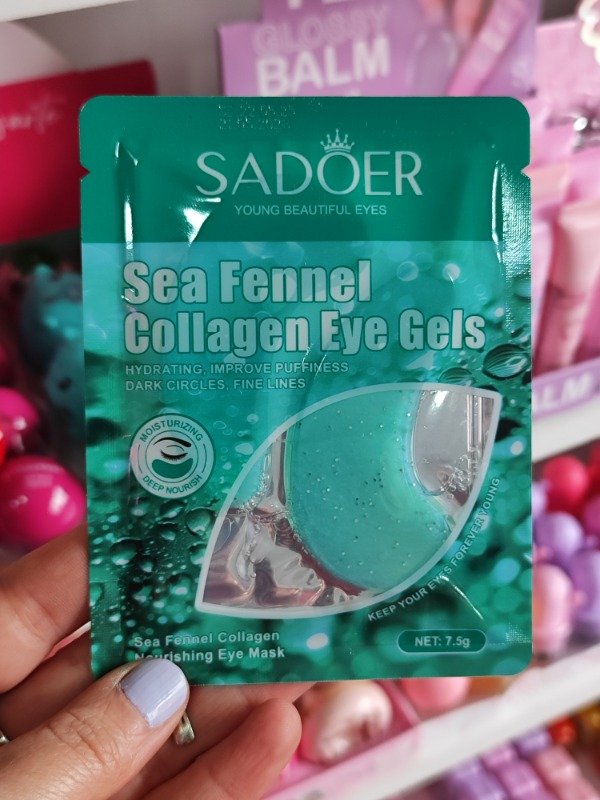 GLOSSY
BALM
SADOER
YOUNG BEAUTIFUL EYES
Sea Fennel
Collagen Eye Gels
HYDRATING, IMPROVE PUFFINESS
DARK CIRCLES, FINE LINES
MOISTURIZING
DEEP NOURISH
KEEP YOUR EYES FOREVER YOUNG
Sea Fennel Collagen
Nourishing Eye Mask
NET: 7.5g